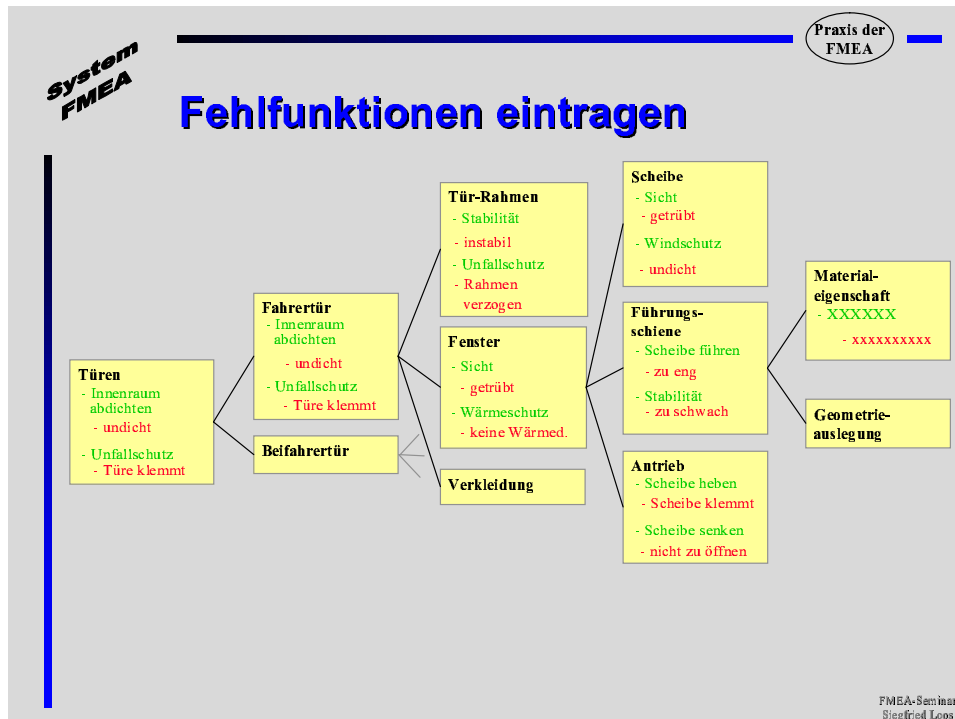 System
FMEA
Praxis der
FMEA
Fehlfunktionen eintragen
Türen
- Innenraum
abdichten
- undicht
- Unfallschutz
- Türe klemmt
Fahrertür
- Innenraum
abdichten
- undicht
- Unfallschutz
- Türe klemmt
Beifahrertür
Tür-Rahmen
- Stabilität
- instabil
- Unfallschutz
- Rahmen
verzogen
Fenster
- Sicht
- getrübt
- Wärmeschutz
- keine Wärmed.
Verkleidung
Scheibe
- Sicht
- getrübt
- Windschutz
- undicht
Führungs-
schiene
- Scheibe führen
- zu eng
- Stabilität
- zu schwach
Antrieb
- Scheibe heben
- Scheibe klemmt
- Scheibe senken
- nicht zu öffnen
Material-
eigenschaft
- XXXXXX
- xxxxxxxxxx
Geometrie-
auslegung
FMEA-Seminar
Siegfried Loos